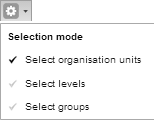 Selection mode
Select organisation units
Select levels
Select groups